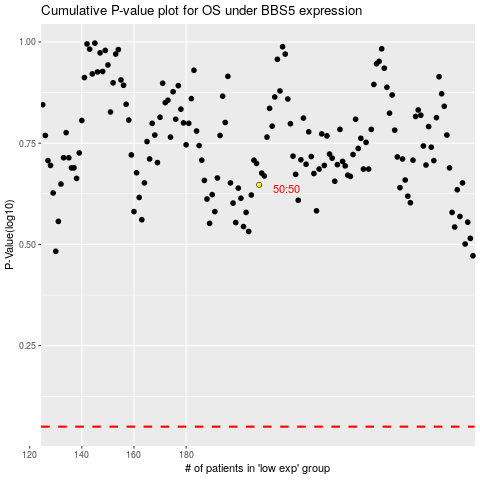 Cumulative P-value plot for OS under BBS5 expression
P-Value(log10)
1.00
0.75
0.50
0.25
50:50
120 140 160 180
# of patients in 'low exp' group